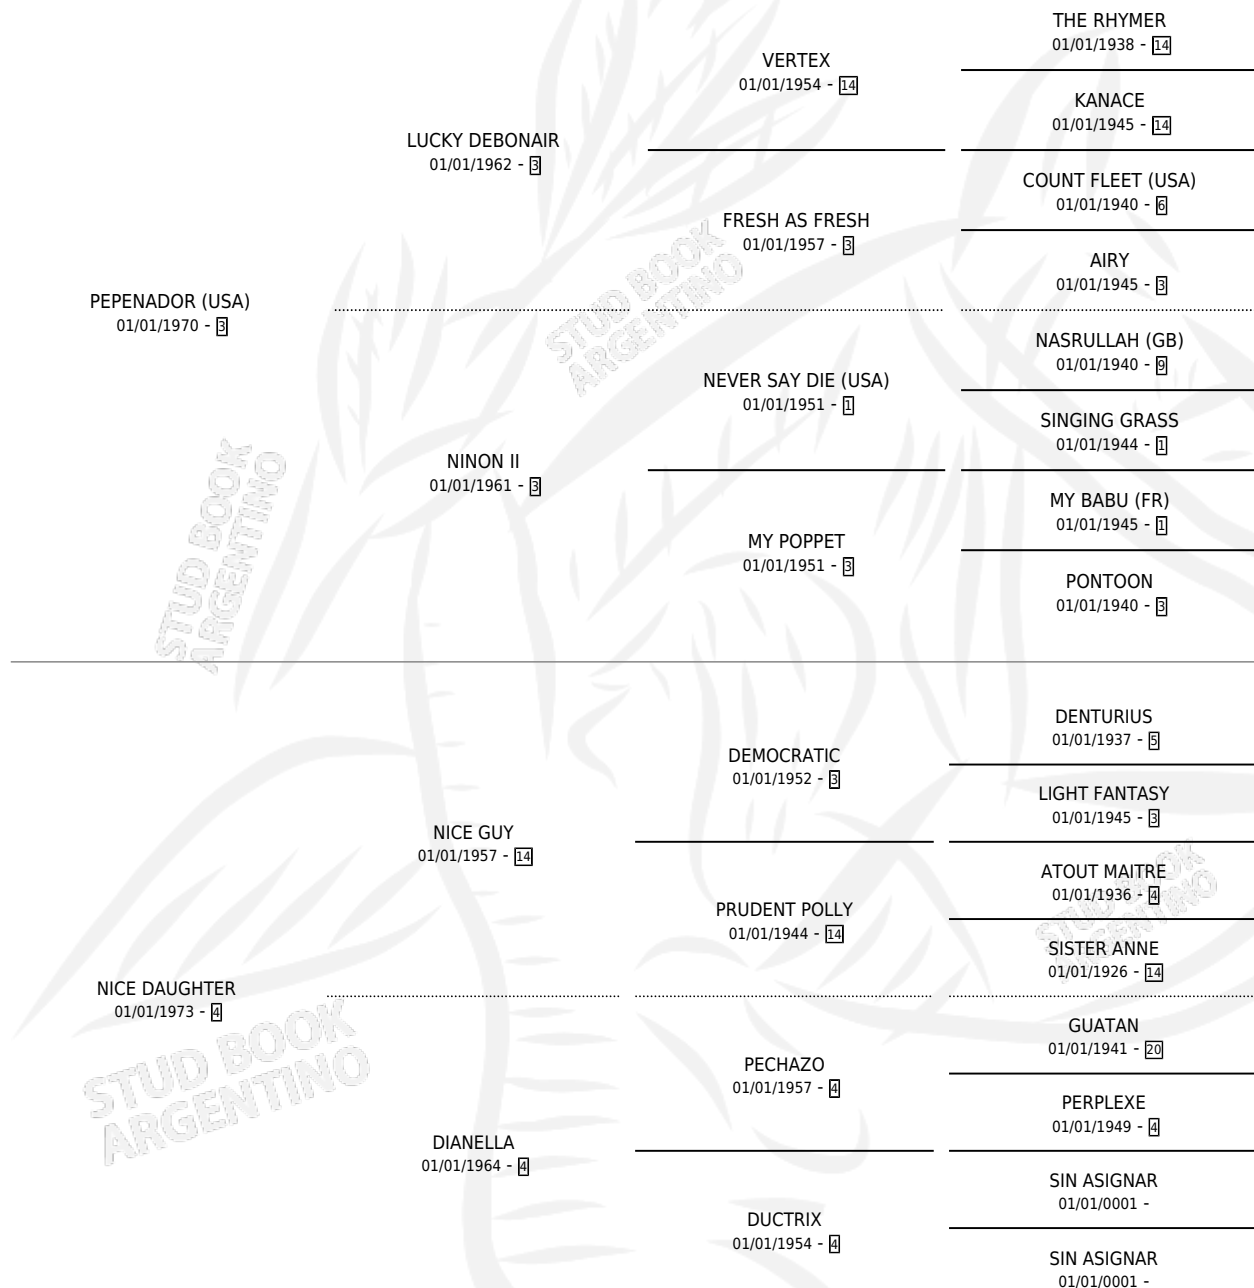 THE RHYMER
01/01/1938 - 14
VERTEX
01/01/1954 - 14
KANACE
01/01/1945 - 14
LUCKY DEBONAIR
01/01/1962 - 3
COUNT FLEET (USA)
01/01/1940 - 6
FRESH AS FRESH
01/01/1957 - 3
AIRY
01/01/1945 - 3
PEPENADOR (USA)
01/01/1970 - 3
STUD BOOK
ARGENTINO
NASRULLAH (GB)
01/01/1940 - 9
NEVER SAY DIE (USA)
01/01/1951 - 1
SINGING GRASS
01/01/1944 - 1
NINON II
01/01/1961 - 3
MY BABU (FR)
01/01/1945 - 1
MY POPPET
01/01/1951 - 3
PONTOON
01/01/1940 - 3
STUD BOOK
ARGENTINO
DENTURIUS
01/01/1937 - 5
DEMOCRATIC
01/01/1952 - 3
LIGHT FANTASY
01/01/1945 - 3
NICE GUY
01/01/1957 - 14
ATOUT MAITRE
01/01/1936 - 4
PRUDENT POLLY
01/01/1944 - 14
SISTER ANNE
01/01/1926 - 14
STUD BOOK
ARGENTINO
NICE DAUGHTER
01/01/1973 - 4
GUATAN
01/01/1941 - 20
PECHAZO
01/01/1957 - 4
PERPLEXE
01/01/1949 - 4
STUD BOOK
ARGENTINO
DIANELLA
01/01/1964 - 4
SIN ASIGNAR
01/01/0001 -
DUCTRIX
01/01/1954 - 4
SIN ASIGNAR
01/01/0001 -